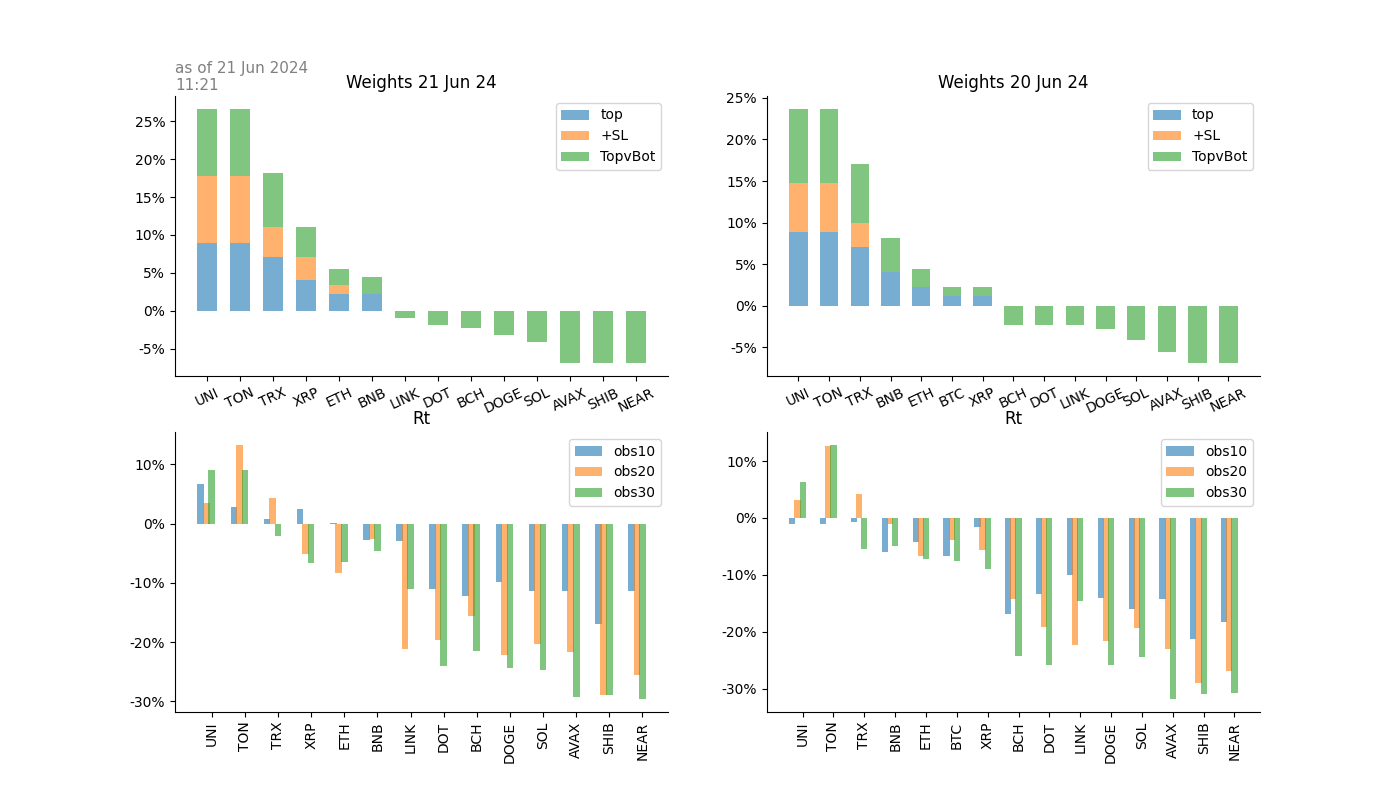 as of 21 Jun 2024
11:21
Weights 21 Jun 24
25%
20%
15%
10%
5%
0%
-5%
top
+SL
TopvBot
UNI TON TRX XRP ETH BNB LINK DOT BCH DOGE SOL AVAX SHIB NEAR
Weights 20 Jun 24
25%
20%
15%
10%
5%
0%
-5%
top
+SL
TopvBot
UNI TON TRX BNB ETH BTC XRP BCH DOT LINK DOGE SOL AVAX SHIB NEAR
Rt
10%
0%
-10%
-20%
-30%
obs10
obs20
obs30
UNI TON TRX XRP ETH BNB LINK DOT BCH DOGE SOL AVAX SHIB NEAR
Rt
10%
0%
-10%
-20%
-30%
obs10
obs20
obs30
UNI TON TRX BNB ETH BTC XRP BCH DOT LINK DOGE SOL AVAX SHIB NEAR